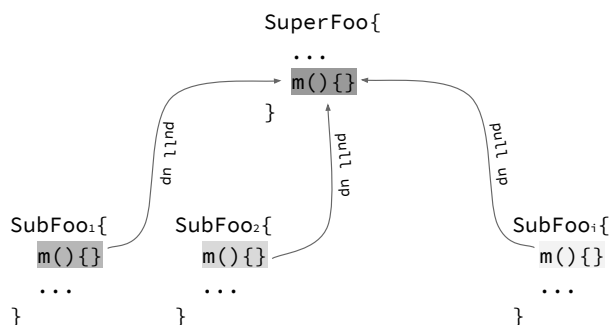 SuperFoo{
...
m(){}
}
pull up
pull up
pull up
SubFoo₁{
m(){}
...
}
SubFoo₂{
m(){}
...
}
SubFooᵢ{
m(){}
...
}